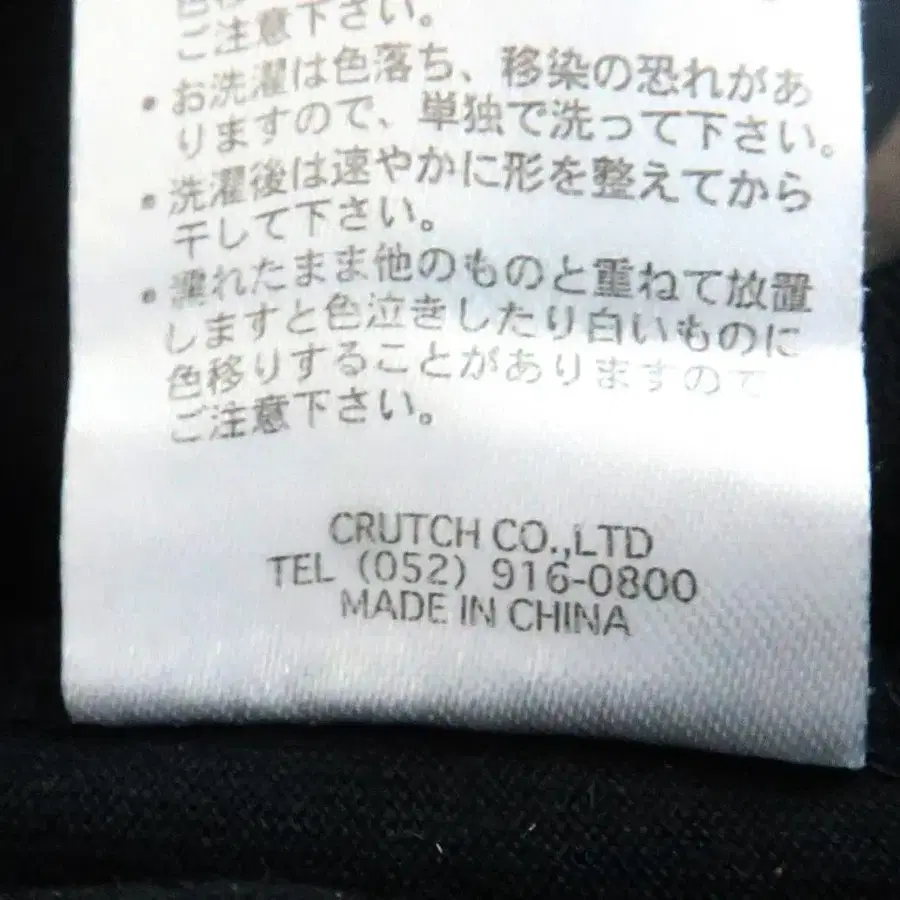 ご注意下さい。
・お洗濯は色落ち、移染の恐れがあ
りますので、単独で洗って下さい。
・洗濯後は速やかに形を整えてから
干して下さい。
・濡れたまま他のものと重ねて放置
しますと色泣きしたり白いものに
色移りすることがありますので
ご注意下さい。
CRUTCH CO.,LTD
TEL (052) 916-0800
MADE IN CHINA